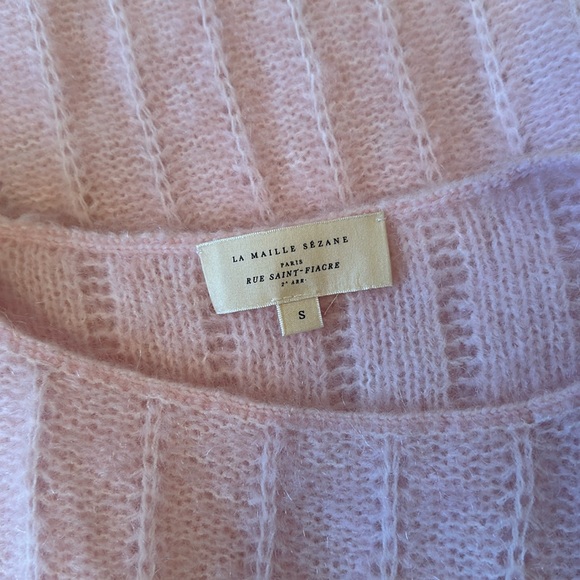 LA MAILLE SÉZANE
PARIS
RUE SAINT-FIACRE
2e ARR.
S